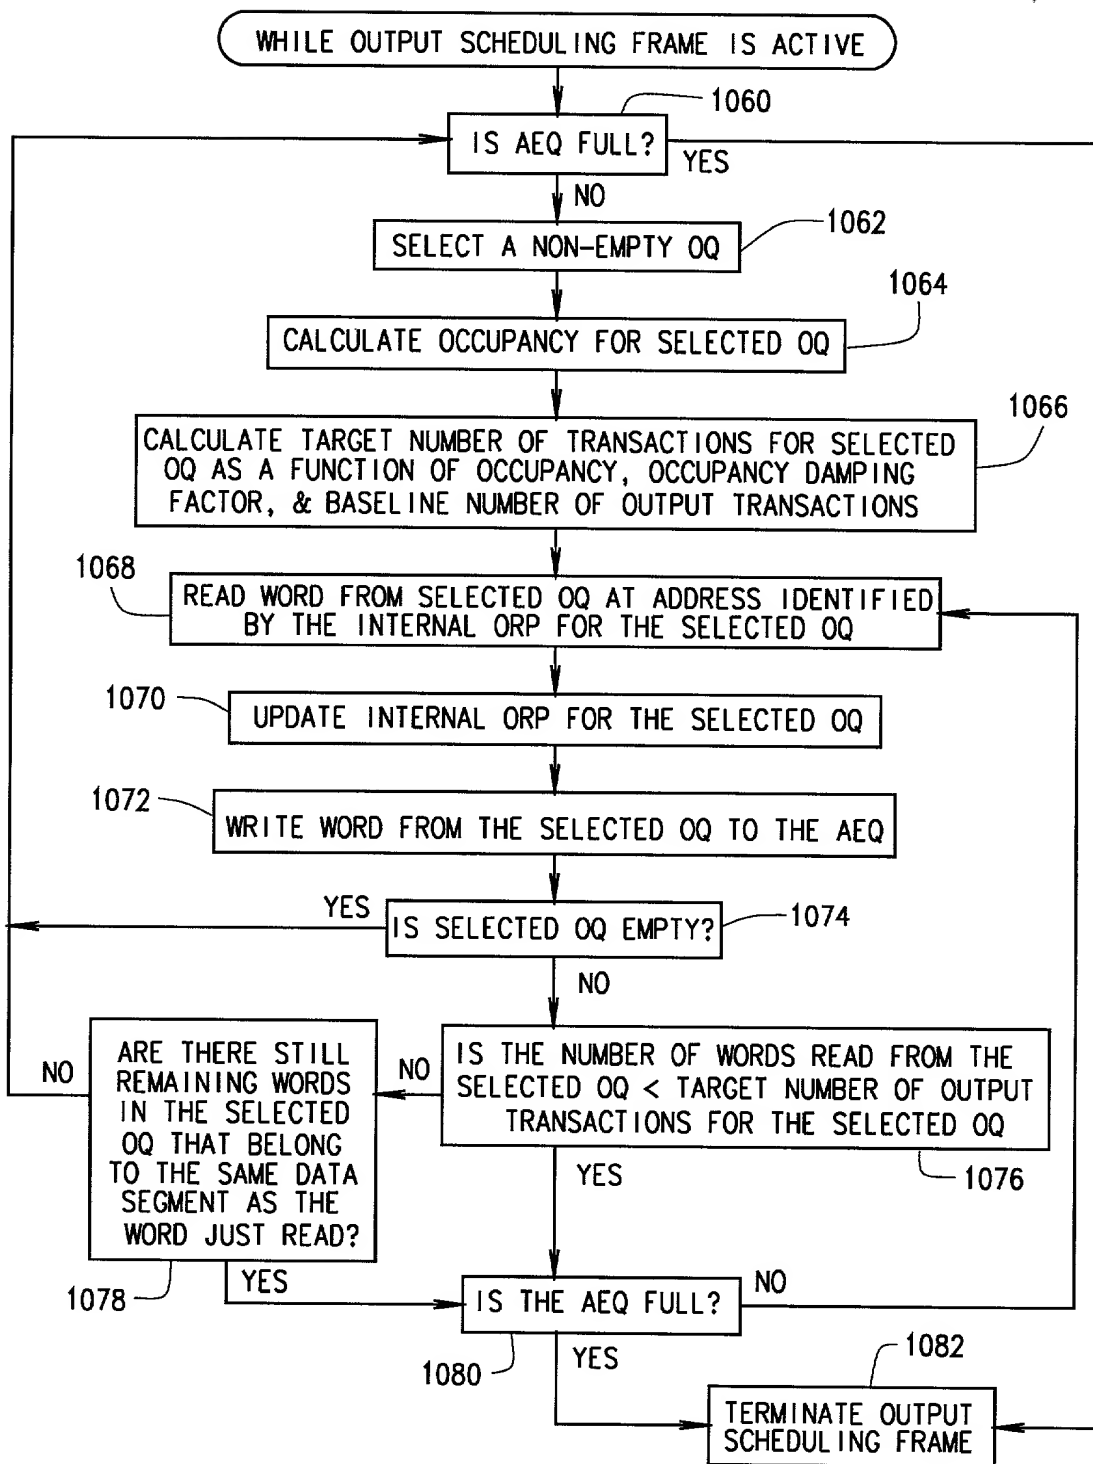 WHILE OUTPUT SCHEDULING FRAME IS ACTIVE
1060
IS AEQ FULL?
YES
NO
1062
SELECT A NON-EMPTY OQ
1064
CALCULATE OCCUPANCY FOR SELECTED OQ
1066
CALCULATE TARGET NUMBER OF TRANSACTIONS FOR SELECTED
OQ AS A FUNCTION OF OCCUPANCY, OCCUPANCY DAMPING
FACTOR, & BASELINE NUMBER OF OUTPUT TRANSACTIONS
1068
READ WORD FROM SELECTED OQ AT ADDRESS IDENTIFIED
BY THE INTERNAL ORP FOR THE SELECTED OQ
1070
UPDATE INTERNAL ORP FOR THE SELECTED OQ
1072
WRITE WORD FROM THE SELECTED OQ TO THE AEQ
YES
IS SELECTED OQ EMPTY?
1074
NO
IS THE NUMBER OF WORDS READ FROM THE
SELECTED OQ < TARGET NUMBER OF OUTPUT
TRANSACTIONS FOR THE SELECTED OQ
1076
NO
YES
ARE THERE STILL
REMAINING WORDS
IN THE SELECTED
OQ THAT BELONG
TO THE SAME DATA
SEGMENT AS THE
WORD JUST READ?
NO
1078
YES
IS THE AEQ FULL?
NO
1080
YES
1082
TERMINATE OUTPUT
SCHEDULING FRAME